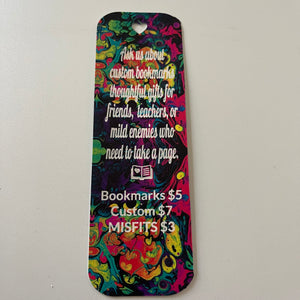 Ask us about
custom bookmarks
thoughtful gifts for
friends, teachers, or
mild enemies who
need to take a page.
Bookmarks $5
Custom $7
MISFITS $3